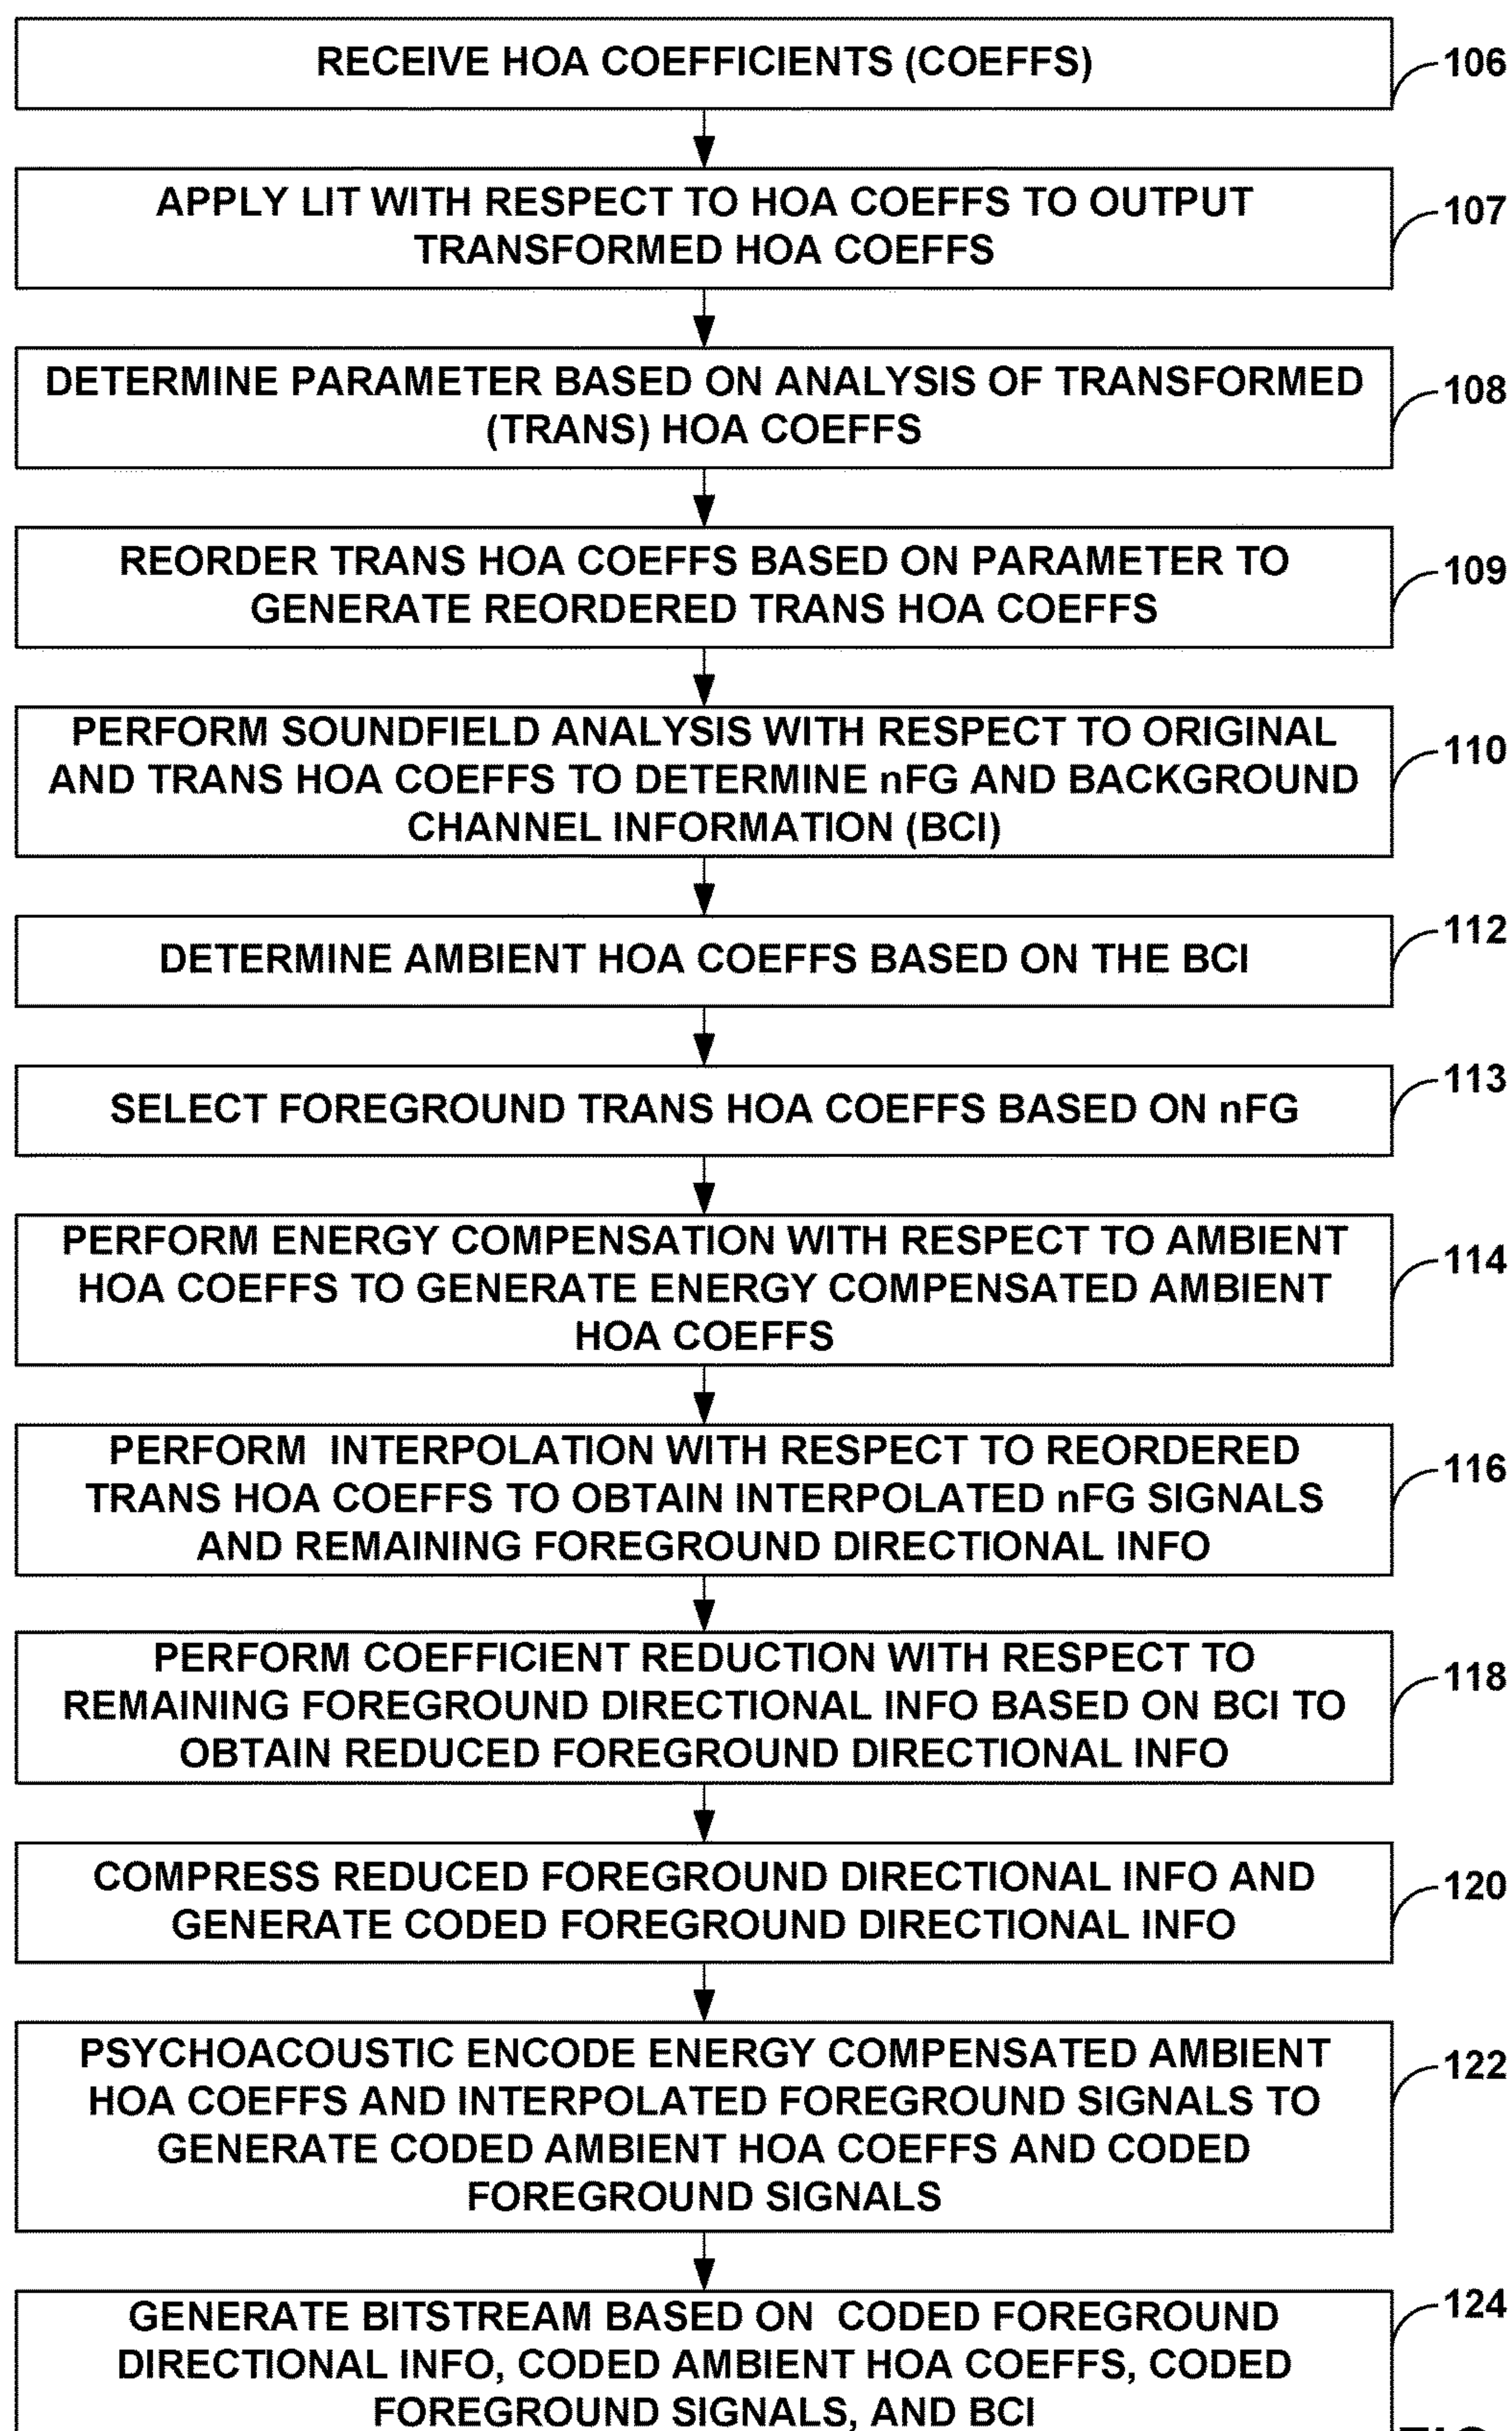 RECEIVE HOA COEFFICIENTS (COEFFS)
106
APPLY LIT WITH RESPECT TO HOA COEFFS TO OUTPUT
TRANSFORMED HOA COEFFS
107
DETERMINE PARAMETER BASED ON ANALYSIS OF TRANSFORMED
(TRANS) HOA COEFFS
108
REORDER TRANS HOA COEFFS BASED ON PARAMETER TO
GENERATE REORDERED TRANS HOA COEFFS
109
PERFORM SOUNDFIELD ANALYSIS WITH RESPECT TO ORIGINAL
AND TRANS HOA COEFFS TO DETERMINE nFG AND BACKGROUND
CHANNEL INFORMATION (BCI)
110
DETERMINE AMBIENT HOA COEFFS BASED ON THE BCI
112
SELECT FOREGROUND TRANS HOA COEFFS BASED ON nFG
113
PERFORM ENERGY COMPENSATION WITH RESPECT TO AMBIENT
HOA COEFFS TO GENERATE ENERGY COMPENSATED AMBIENT
HOA COEFFS
114
PERFORM INTERPOLATION WITH RESPECT TO REORDERED
TRANS HOA COEFFS TO OBTAIN INTERPOLATED nFG SIGNALS
AND REMAINING FOREGROUND DIRECTIONAL INFO
116
PERFORM COEFFICIENT REDUCTION WITH RESPECT TO
REMAINING FOREGROUND DIRECTIONAL INFO BASED ON BCI TO
OBTAIN REDUCED FOREGROUND DIRECTIONAL INFO
118
COMPRESS REDUCED FOREGROUND DIRECTIONAL INFO AND
GENERATE CODED FOREGROUND DIRECTIONAL INFO
120
PSYCHOACOUSTIC ENCODE ENERGY COMPENSATED AMBIENT
HOA COEFFS AND INTERPOLATED FOREGROUND SIGNALS TO
GENERATE CODED AMBIENT HOA COEFFS AND CODED
FOREGROUND SIGNALS
122
GENERATE BITSTREAM BASED ON CODED FOREGROUND
DIRECTIONAL INFO, CODED AMBIENT HOA COEFFS, CODED
FOREGROUND SIGNALS, AND BCI
124